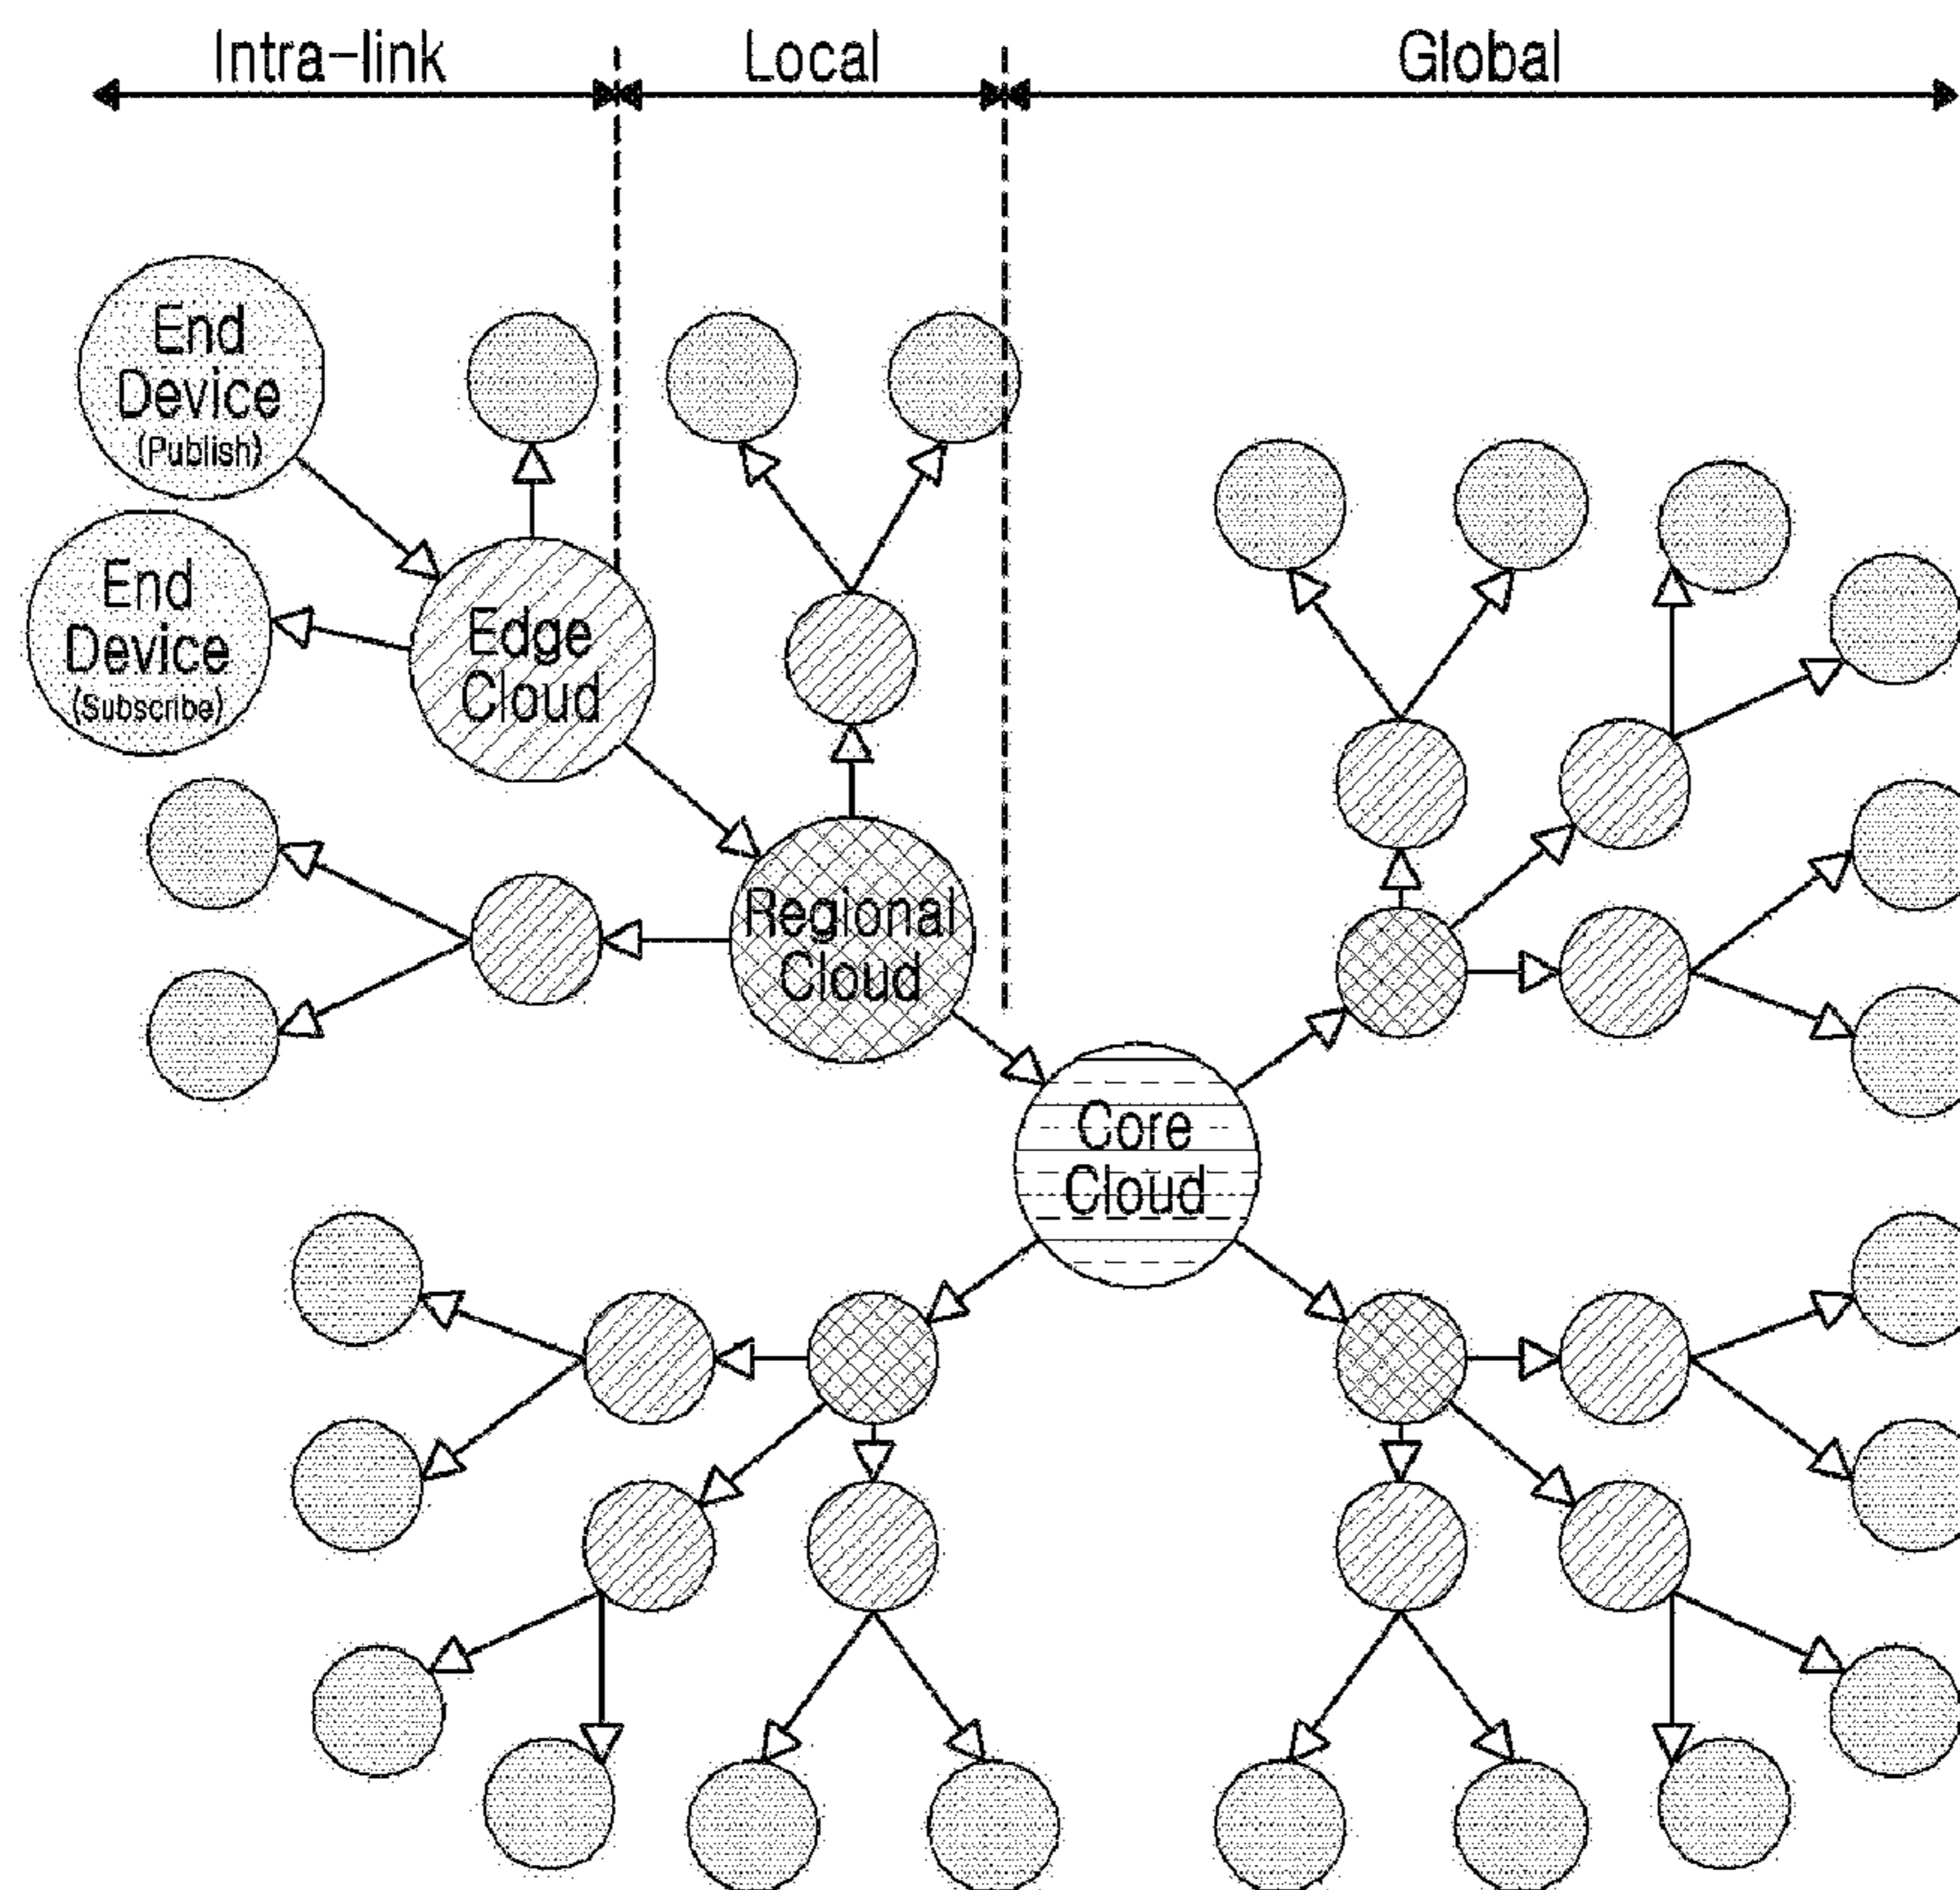 Intra-link
Local
Global
End
Device
(Publish)
End
Device
(Subscribe)
Edge
Cloud
Regional
Cloud
Core
Cloud